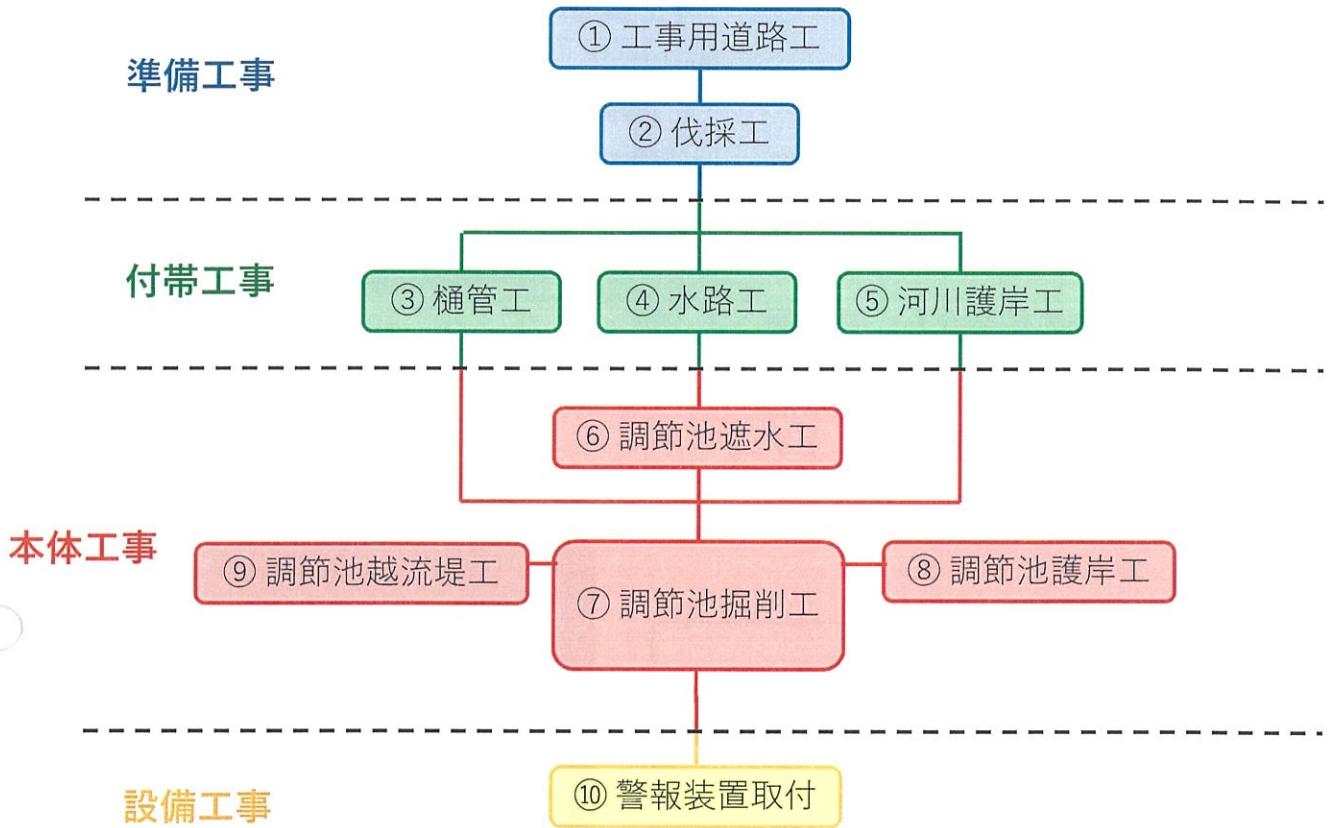 ① 工事用道路工
準備工事
② 伐採工
付帯工事
③ 樋管工
④ 水路工
⑤ 河川護岸工
⑥ 調節池遮水工
本体工事
⑨ 調節池越流堤工
⑦ 調節池掘削工
⑧ 調節池護岸工
設備工事
⑩ 警報装置取付